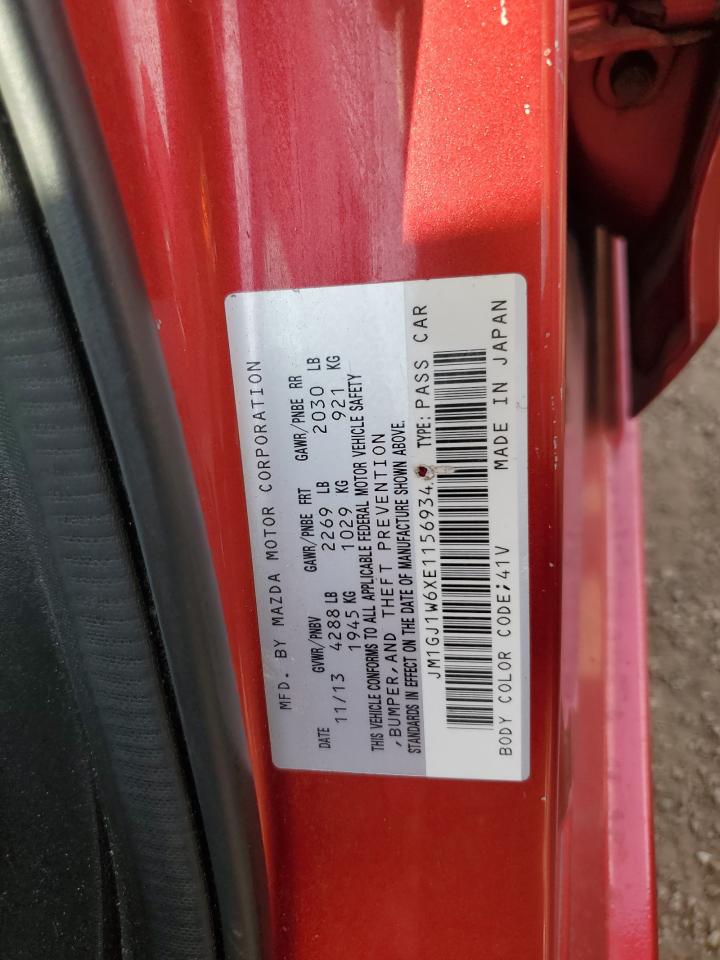 MFD. BY MAZDA MOTOR CORPORATION
DATE GVWR/PNBV GAWR/PNBE FRT GAWR/PNBE RR
11/13 4288 LB 2269 LB 2030 LB
1945 KG 1029 KG 921 KG
THIS VEHICLE CONFORMS TO ALL APPLICABLE FEDERAL MOTOR VEHICLE SAFETY
,BUMPER,AND THEFT PREVENTION
STANDARDS IN EFFECT ON THE DATE OF MANUFACTURE SHOWN ABOVE.
JM1GJ1W6XE1156934 TYPE: PASS CAR
BODY COLOR CODE;41V MADE IN JAPAN